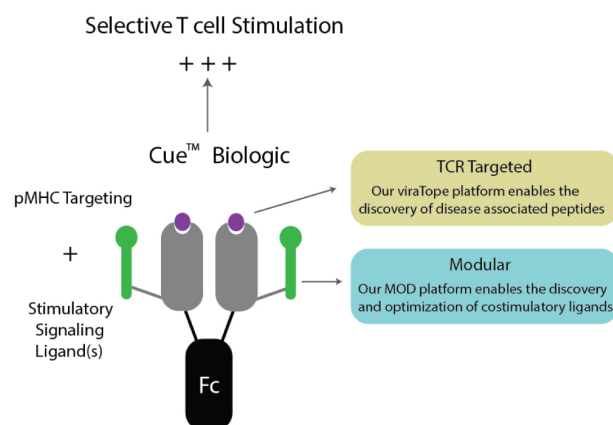 Selective T cell Stimulation
+ + +
Cue™ Biologic
pMHC Targeting
+
Stimulatory
Signaling
Ligand(s)
TCR Targeted
Our viraTope platform enables the
discovery of disease associated peptides
Modular
Our MOD platform enables the discovery
and optimization of costimulatory ligands
Fc